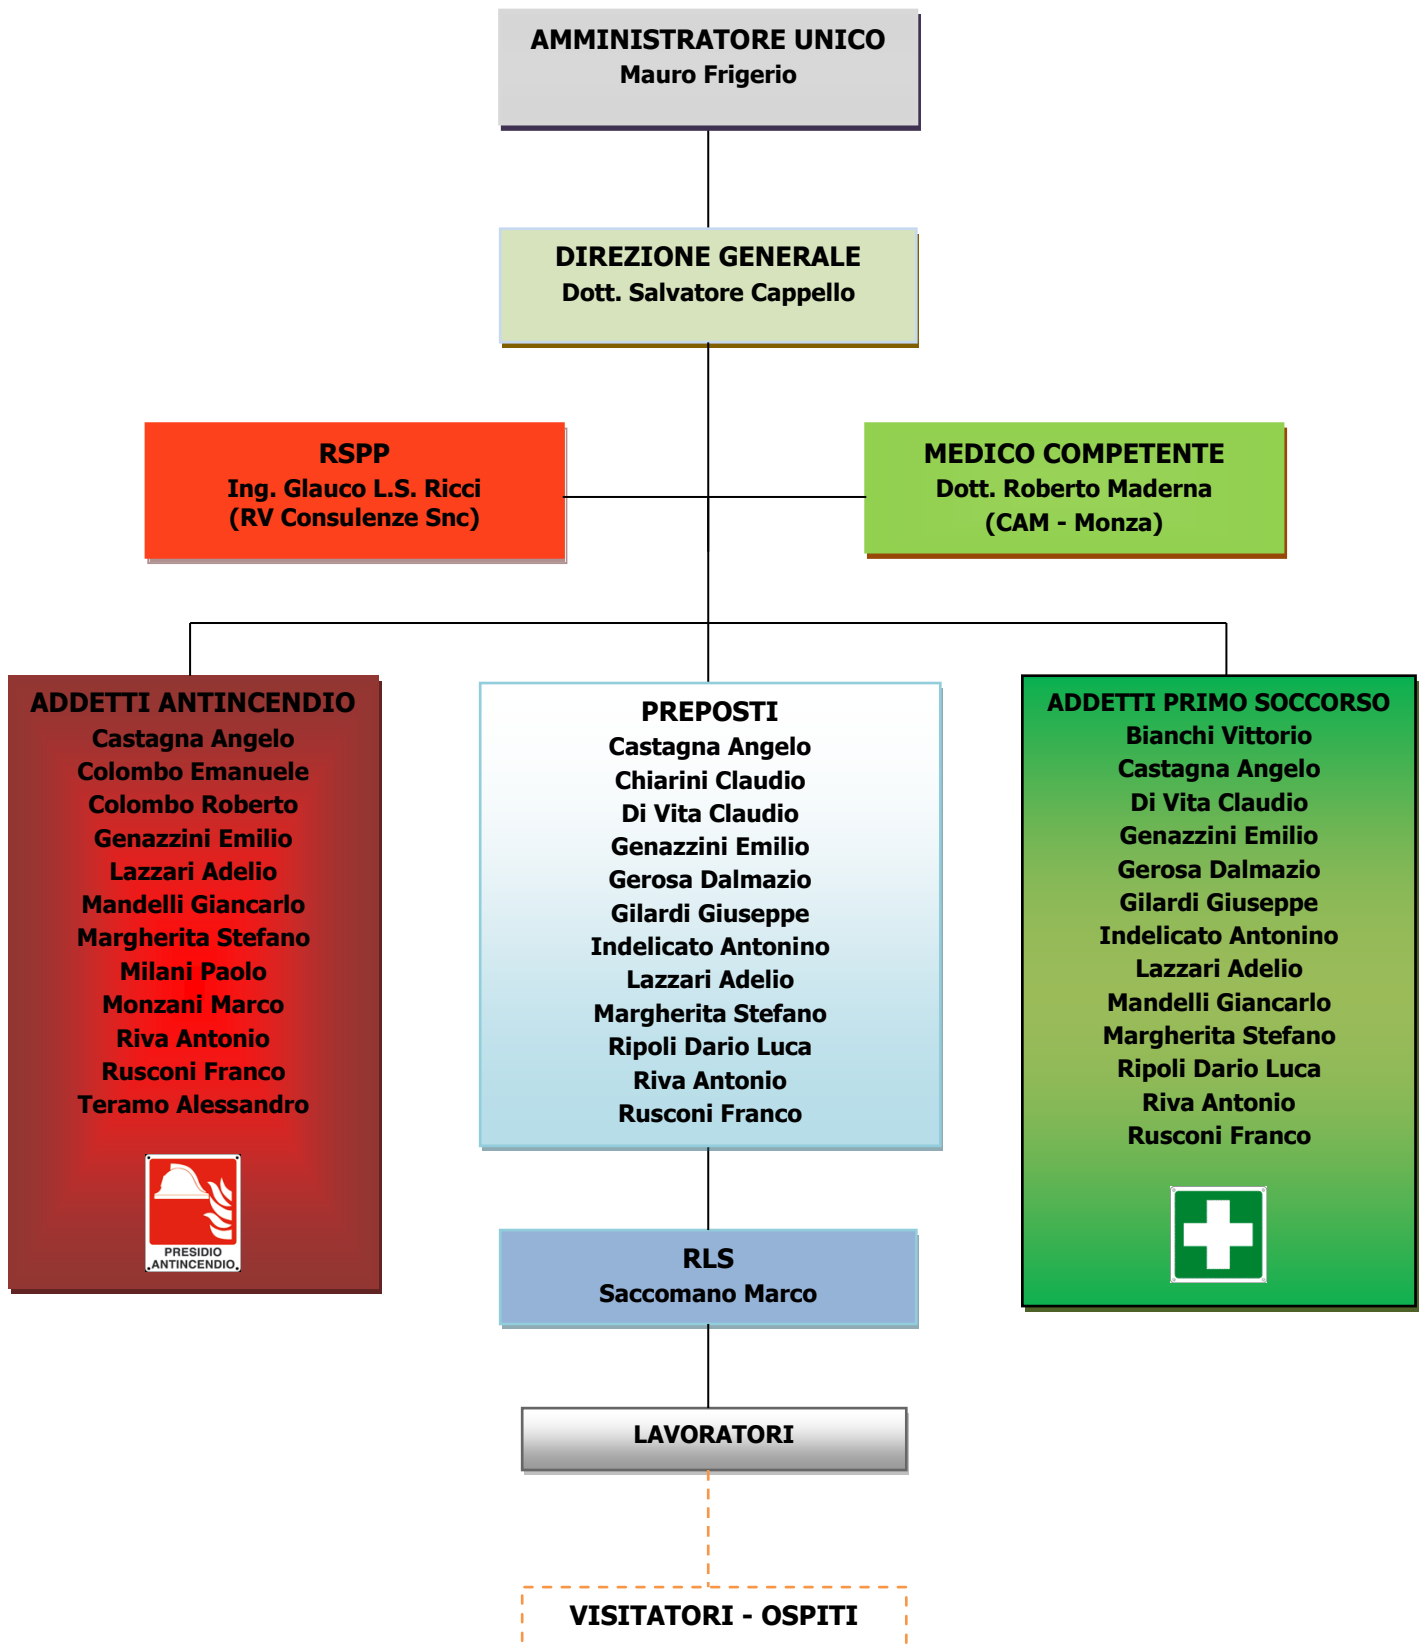 AMMINISTRATORE UNICO
Mauro Frigerio
DIREZIONE GENERALE
Dott. Salvatore Cappello
RSPP
Ing. Glauco L.S. Ricci
(RV Consulenze Snc)
MEDICO COMPETENTE
Dott. Roberto Maderna
(CAM - Monza)
ADDETTI ANTINCENDIO
Castagna Angelo
Colombo Emanuele
Colombo Roberto
Genazzini Emilio
Lazzari Adelio
Mandelli Giancarlo
Margherita Stefano
Milani Paolo
Monzani Marco
Riva Antonio
Rusconi Franco
Teramo Alessandro
PRESIDIO
ANTINCENDIO
PREPOSTI
Castagna Angelo
Chiarini Claudio
Di Vita Claudio
Genazzini Emilio
Gerosa Dalmazio
Gilardi Giuseppe
Indelicato Antonino
Lazzari Adelio
Margherita Stefano
Ripoli Dario Luca
Riva Antonio
Rusconi Franco
ADDETTI PRIMO SOCCORSO
Bianchi Vittorio
Castagna Angelo
Di Vita Claudio
Genazzini Emilio
Gerosa Dalmazio
Gilardi Giuseppe
Indelicato Antonino
Lazzari Adelio
Mandelli Giancarlo
Margherita Stefano
Ripoli Dario Luca
Riva Antonio
Rusconi Franco
RLS
Saccomano Marco
LAVORATORI
VISITATORI - OSPITI